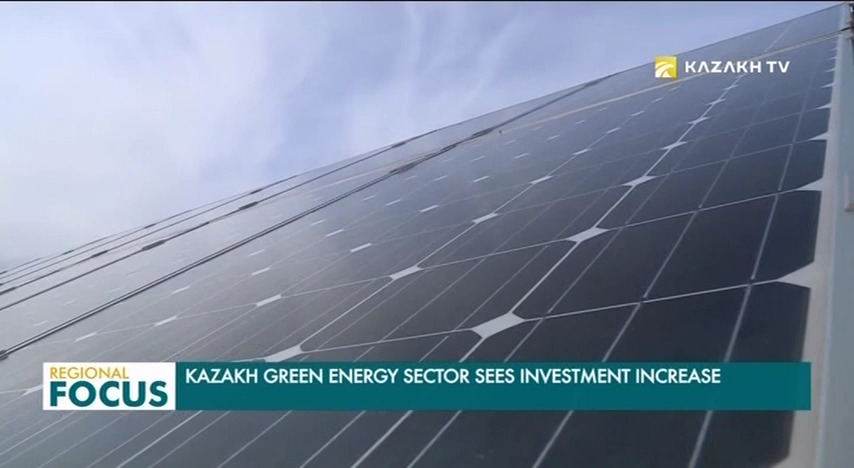 KAZAKH TV
REGIONAL
FOCUS
KAZAKH GREEN ENERGY SECTOR SEES INVESTMENT INCREASE